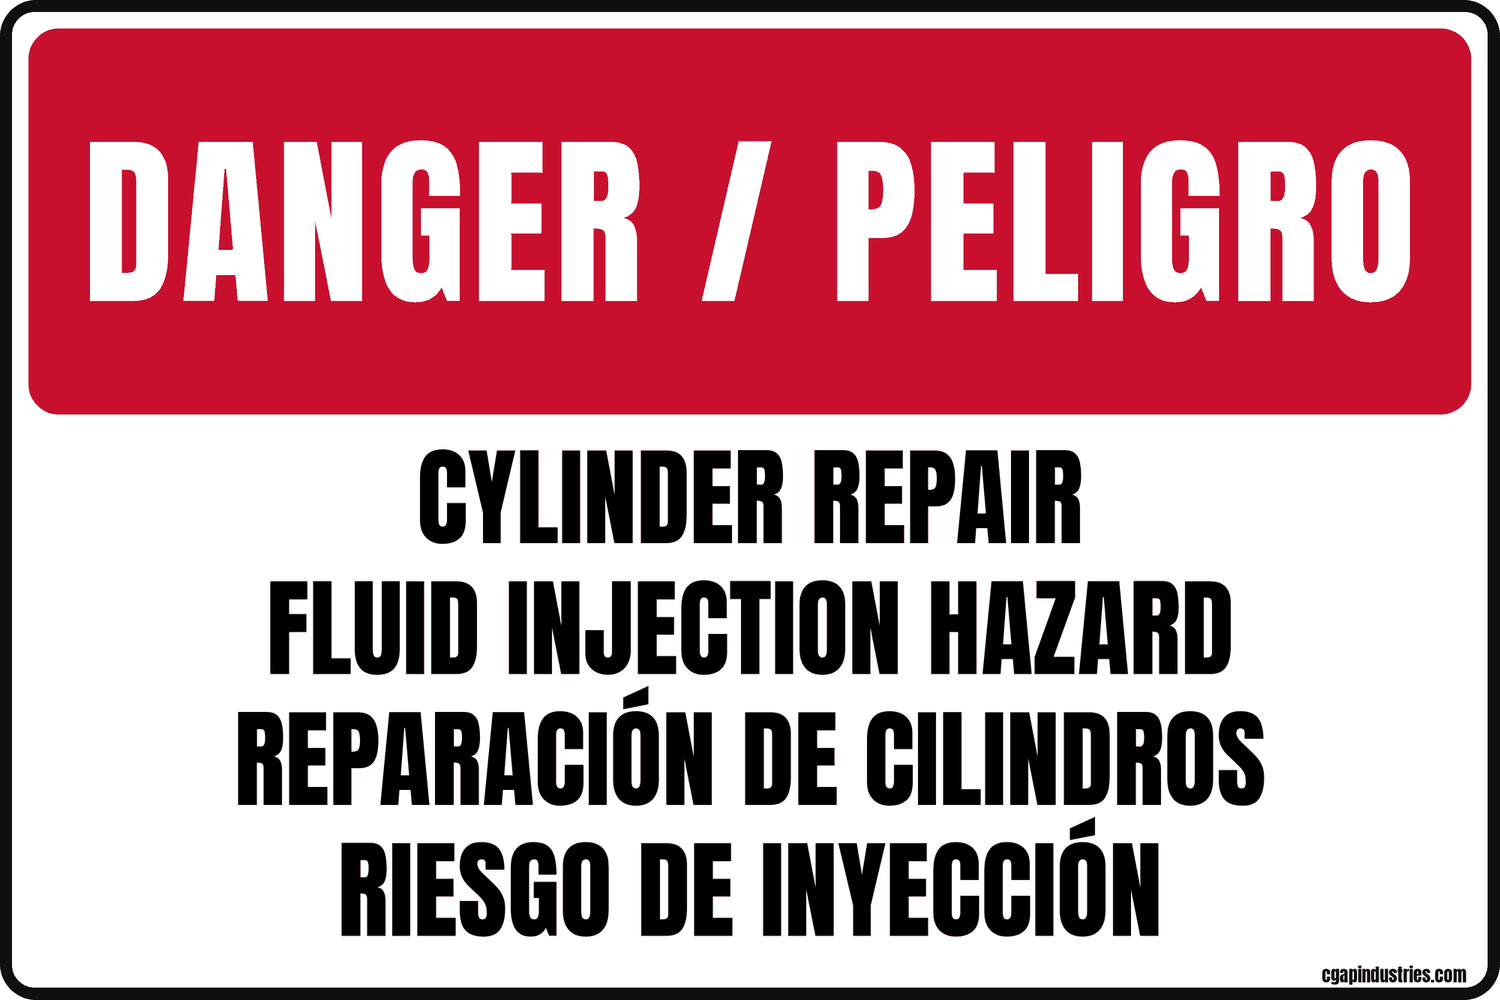 DANGER / PELIGRO
CYLINDER REPAIR
FLUID INJECTION HAZARD
REPARACIÓN DE CILINDROS
RIESGO DE INYECCIÓN
cgapindustries.com